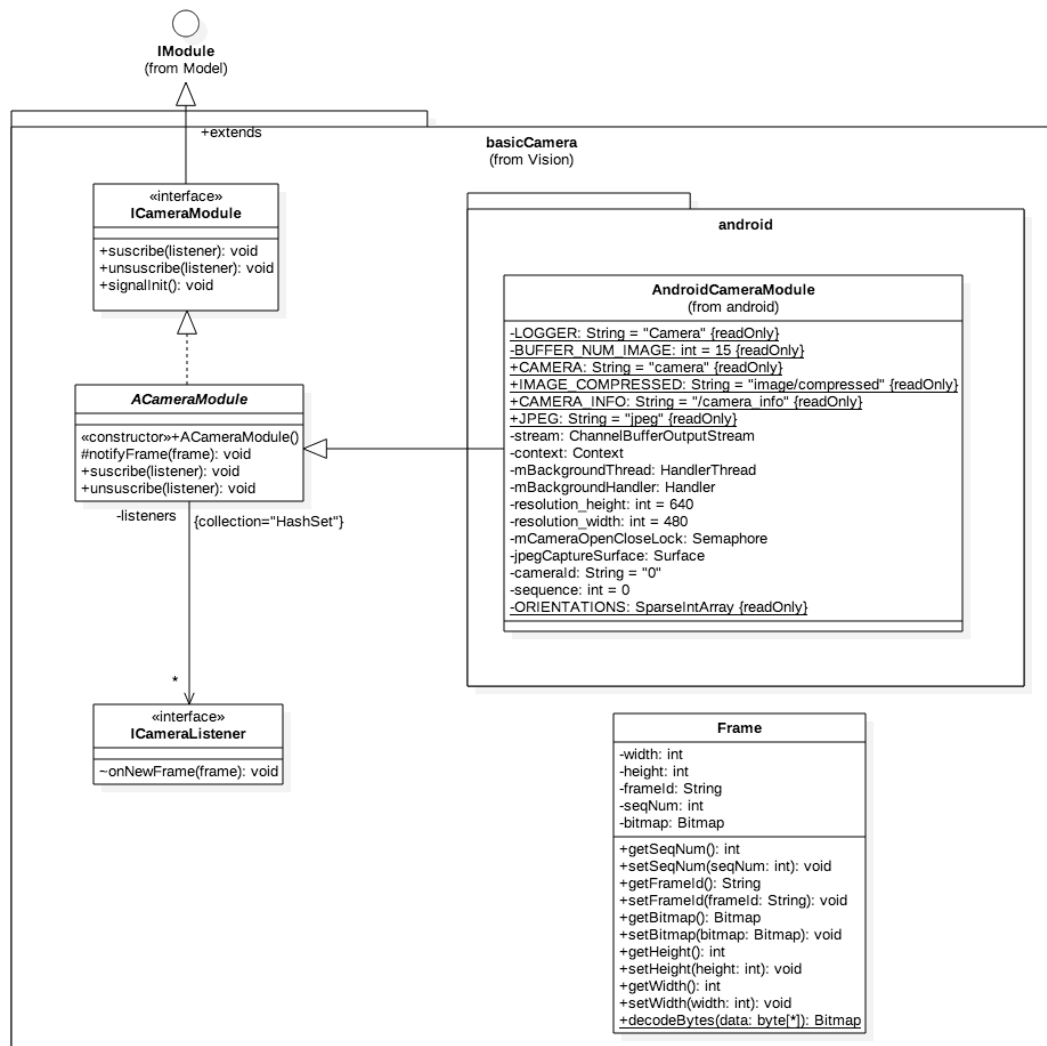 IModule
(from Model)
+extends
basicCamera
(from Vision)
«interface»
ICameraModule
+suscribe(listener): void
+unsuscribe(listener): void
+signalInit(): void
android
AndroidCameraModule
(from android)
-LOGGER: String = "Camera" {readOnly}
-BUFFER_NUM_IMAGE: int = 15 {readOnly}
+CAMERA: String = "camera" {readOnly}
+IMAGE_COMPRESSED: String = "image/compressed" {readOnly}
+CAMERA_INFO: String = "/camera_info" {readOnly}
+JPEG: String = "jpeg" {readOnly}
-stream: ChannelBufferOutputStream
-context: Context
-mBackgroundThread: HandlerThread
-mBackgroundHandler: Handler
-resolution_height: int = 640
-resolution_width: int = 480
-mCameraOpenCloseLock: Semaphore
-jpegCaptureSurface: Surface
-cameraId: String = "0"
-sequence: int = 0
-ORIENTATIONS: SparseIntArray {readOnly}
ACameraModule
«constructor»+ACameraModule()
#notifyFrame(frame): void
+suscribe(listener): void
+unsuscribe(listener): void
-listeners
{collection="HashSet"}
*
«interface»
ICameraListener
~onNewFrame(frame): void
Frame
-width: int
-height: int
-frameId: String
-seqNum: int
-bitmap: Bitmap
+getSeqNum(): int
+setSeqNum(seqNum: int): void
+getFrameId(): String
+setFrameId(frameId: String): void
+getBitmap(): Bitmap
+setBitmap(bitmap: Bitmap): void
+getHeight(): int
+setHeight(height: int): void
+getWidth(): int
+setWidth(width: int): void
+decodeBytes(data: byte[*]): Bitmap